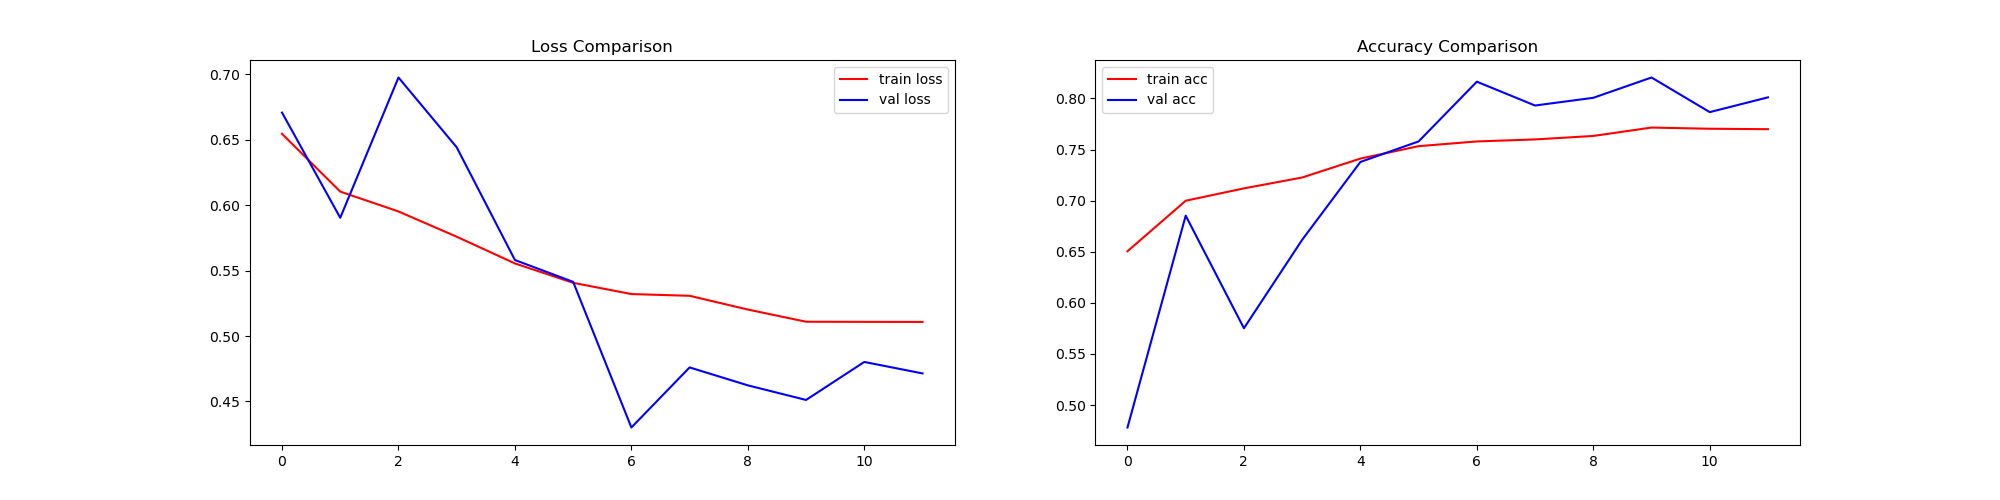 Loss Comparison
0.70
0.65
0.60
0.55
0.50
0.45
0 2 4 6 8 10
train loss
val loss
Accuracy Comparison
0.80
0.75
0.70
0.65
0.60
0.55
0.50
0 2 4 6 8 10
train acc
val acc